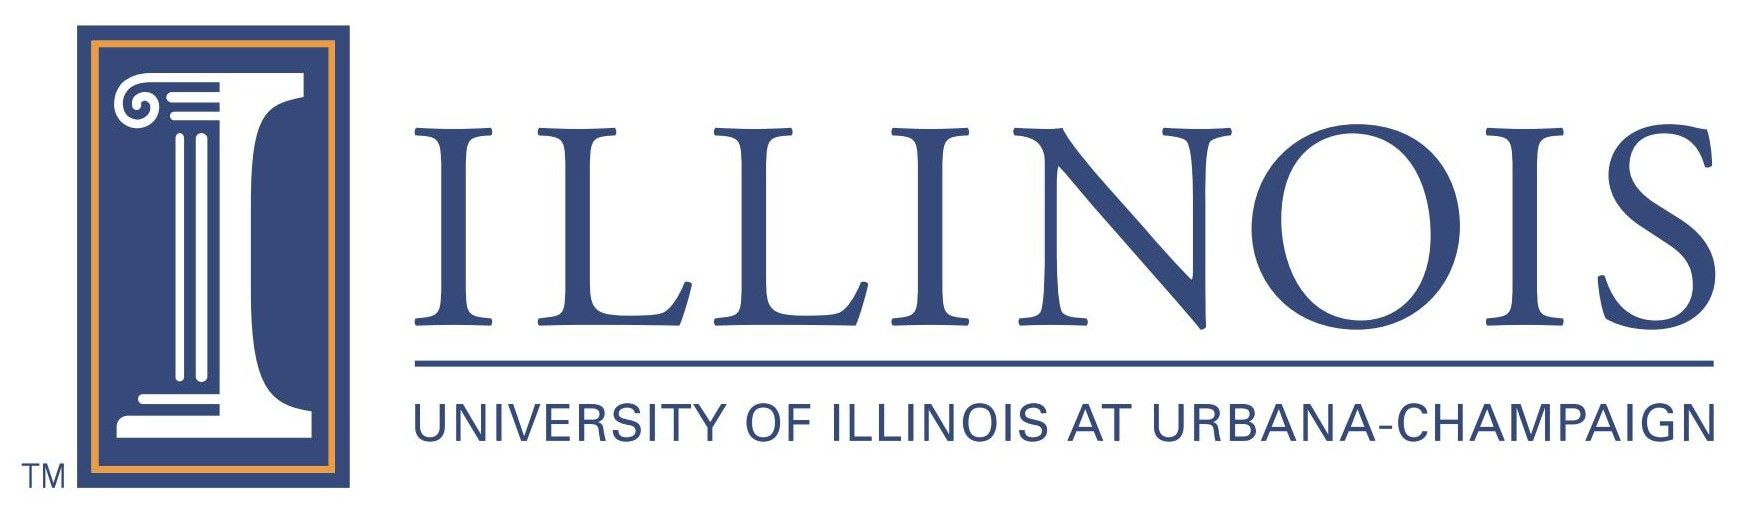 ILLINOIS
UNIVERSITY OF ILLINOIS AT URBANA-CHAMPAIGN
TM